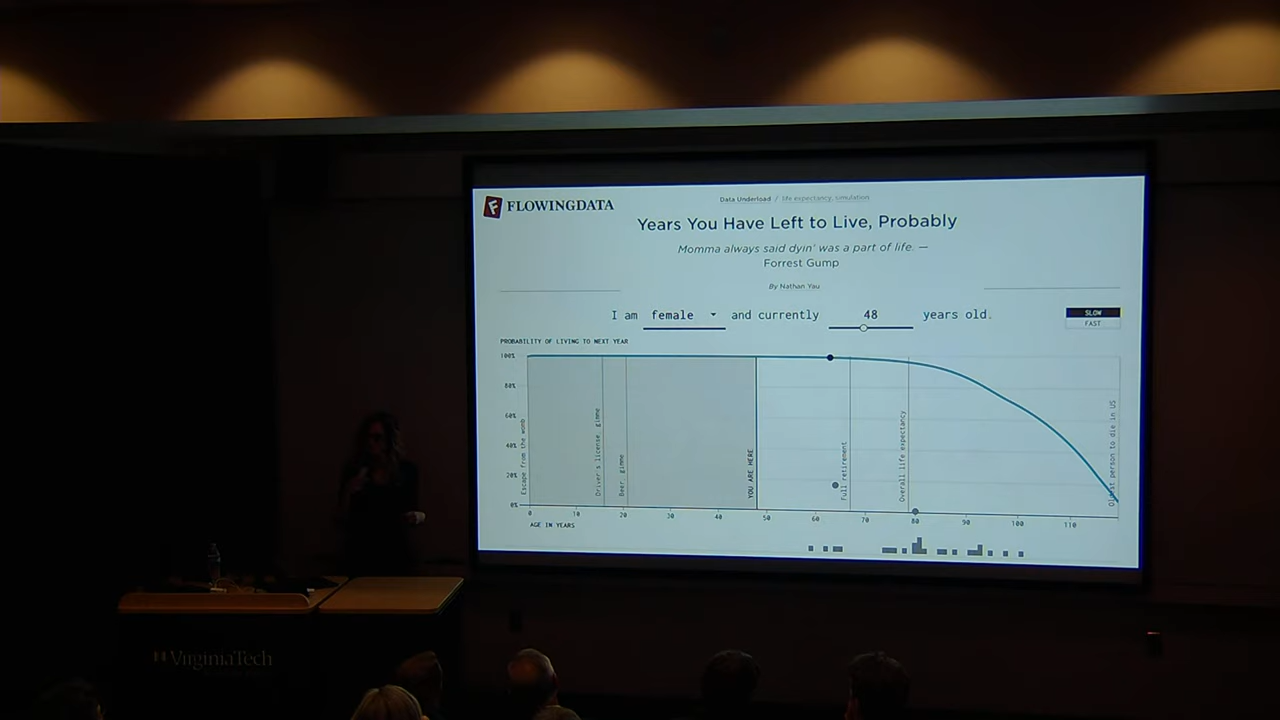 FLOWINGDATA
Data Underload / life expectancy, simulation
Years You Have Left to Live, Probably
Momma always said dyin' was a part of life. —
Forrest Gump
By Nathan Yau
I am female and currently 48 years old.
SLOW
FAST
PROBABILITY OF LIVING TO NEXT YEAR
100%
80%
60%
40%
20%
0%
Escape from the womb
Driver's license, gimme
Beer, gimme
YOU ARE HERE
Full retirement
Overall life expectancy
Oldest person to die in US
0 10 20 30 40 50 60 70 80 90 100 110
AGE IN YEARS
VirginiaTech